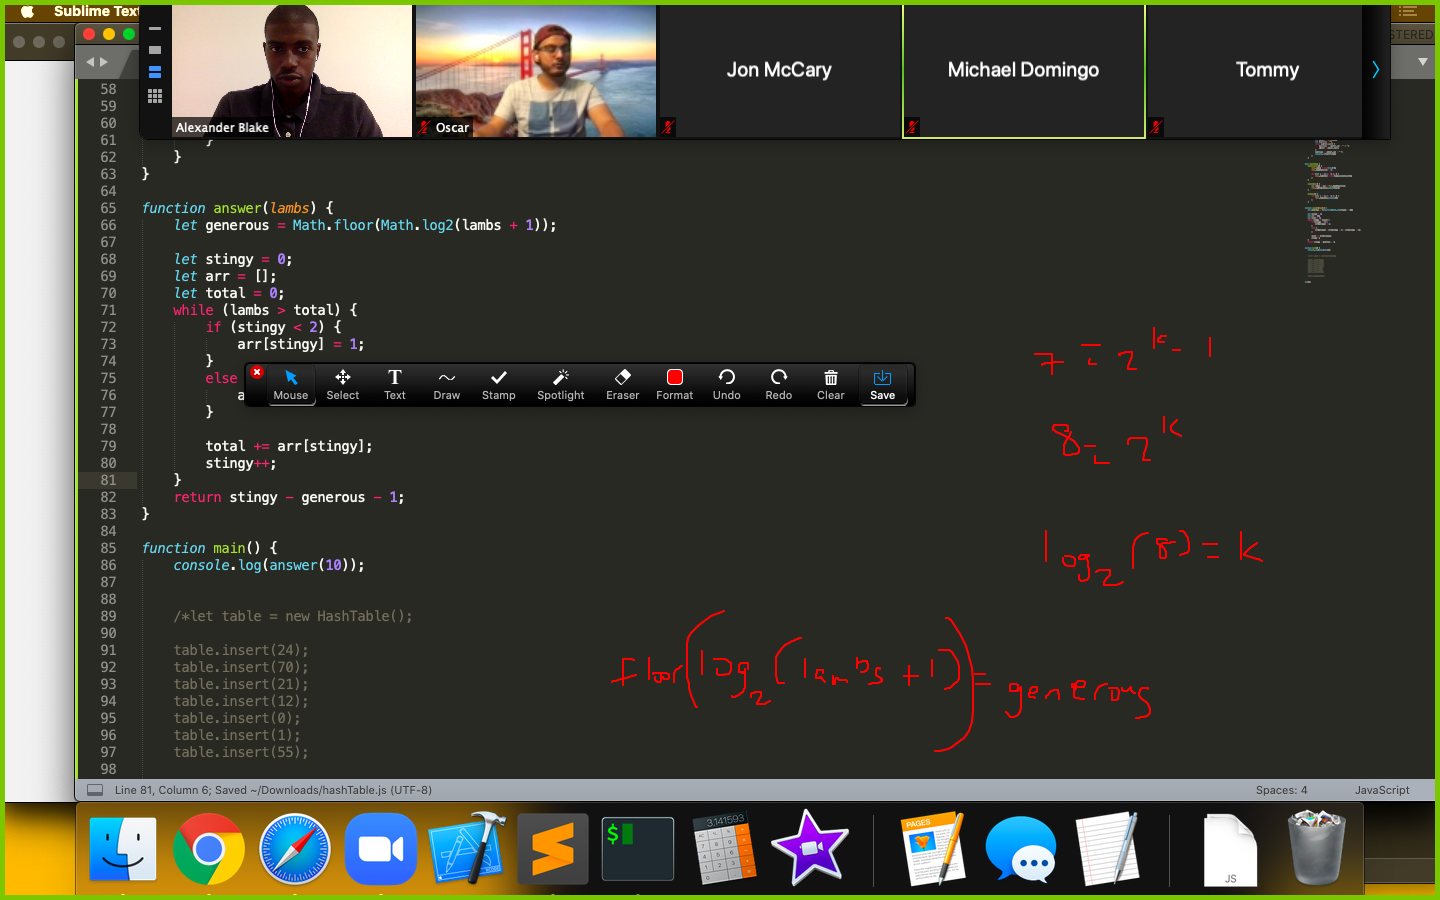 Sublime Text
STERED
Alexander Blake
Oscar
Jon McCary
Michael Domingo
Tommy
58
59
60
61 }
62 }
63 }
64
65 function answer(lambs) {
66 let generous = Math.floor(Math.log2(lambs + 1));
67
68 let stingy = 0;
69 let arr = [];
70 let total = 0;
71 while (lambs > total) {
72 if (stingy < 2) {
73 arr[stingy] = 1;
74 }
75 else
76 a
77 }
78
79 total += arr[stingy];
80 stingy++;
81 }
82 return stingy - generous - 1;
83 }
84
85 function main() {
86 console.log(answer(10));
87
88
89 /*let table = new HashTable();
90
91 table.insert(24);
92 table.insert(70);
93 table.insert(21);
94 table.insert(12);
95 table.insert(0);
96 table.insert(1);
97 table.insert(55);
98
Mouse Select Text Draw Stamp Spotlight Eraser Format Undo Redo Clear Save
7 = 2^k - 1
8 = 2^k
log2(8) = k
floor(log2(lambs + 1)) = generous
Line 81, Column 6; Saved ~/Downloads/hashTable.js (UTF-8)
Spaces: 4
JavaScript
$
3.141593
PAGES
JS